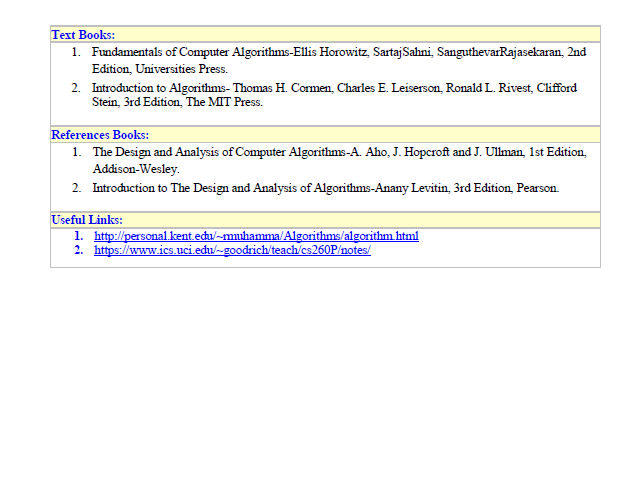 Text Books:
1. Fundamentals of Computer Algorithms-Ellis Horowitz, SartajSahni, SanguthevarRajasekaran, 2nd
Edition, Universities Press.
2. Introduction to Algorithms- Thomas H. Cormen, Charles E. Leiserson, Ronald L. Rivest, Clifford
Stein, 3rd Edition, The MIT Press.
References Books:
1. The Design and Analysis of Computer Algorithms-A. Aho, J. Hopcroft and J. Ullman, 1st Edition,
Addison-Wesley.
2. Introduction to The Design and Analysis of Algorithms-Anany Levitin, 3rd Edition, Pearson.
Useful Links:
1. http://personal.kent.edu/~rmuhamma/Algorithms/algorithm.html
2. https://www.ics.uci.edu/~goodrich/teach/cs260P/notes/